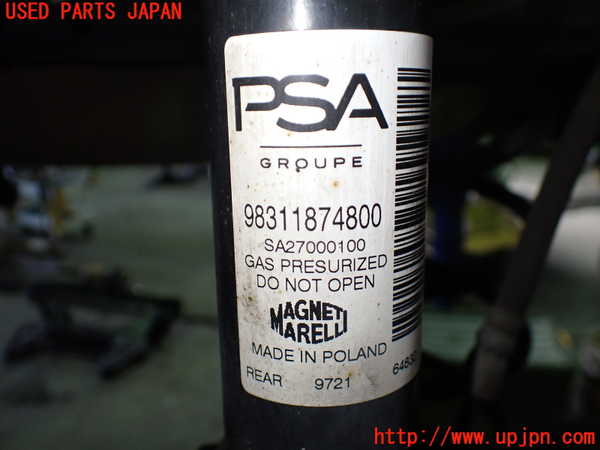 USED PARTS JAPAN
PSA
GROUPE
98311874800
SA27000100
GAS PRESURIZED
DO NOT OPEN
MAGNETI
MARELLI
MADE IN POLAND
REAR 9721
http://www.upjpn.com/